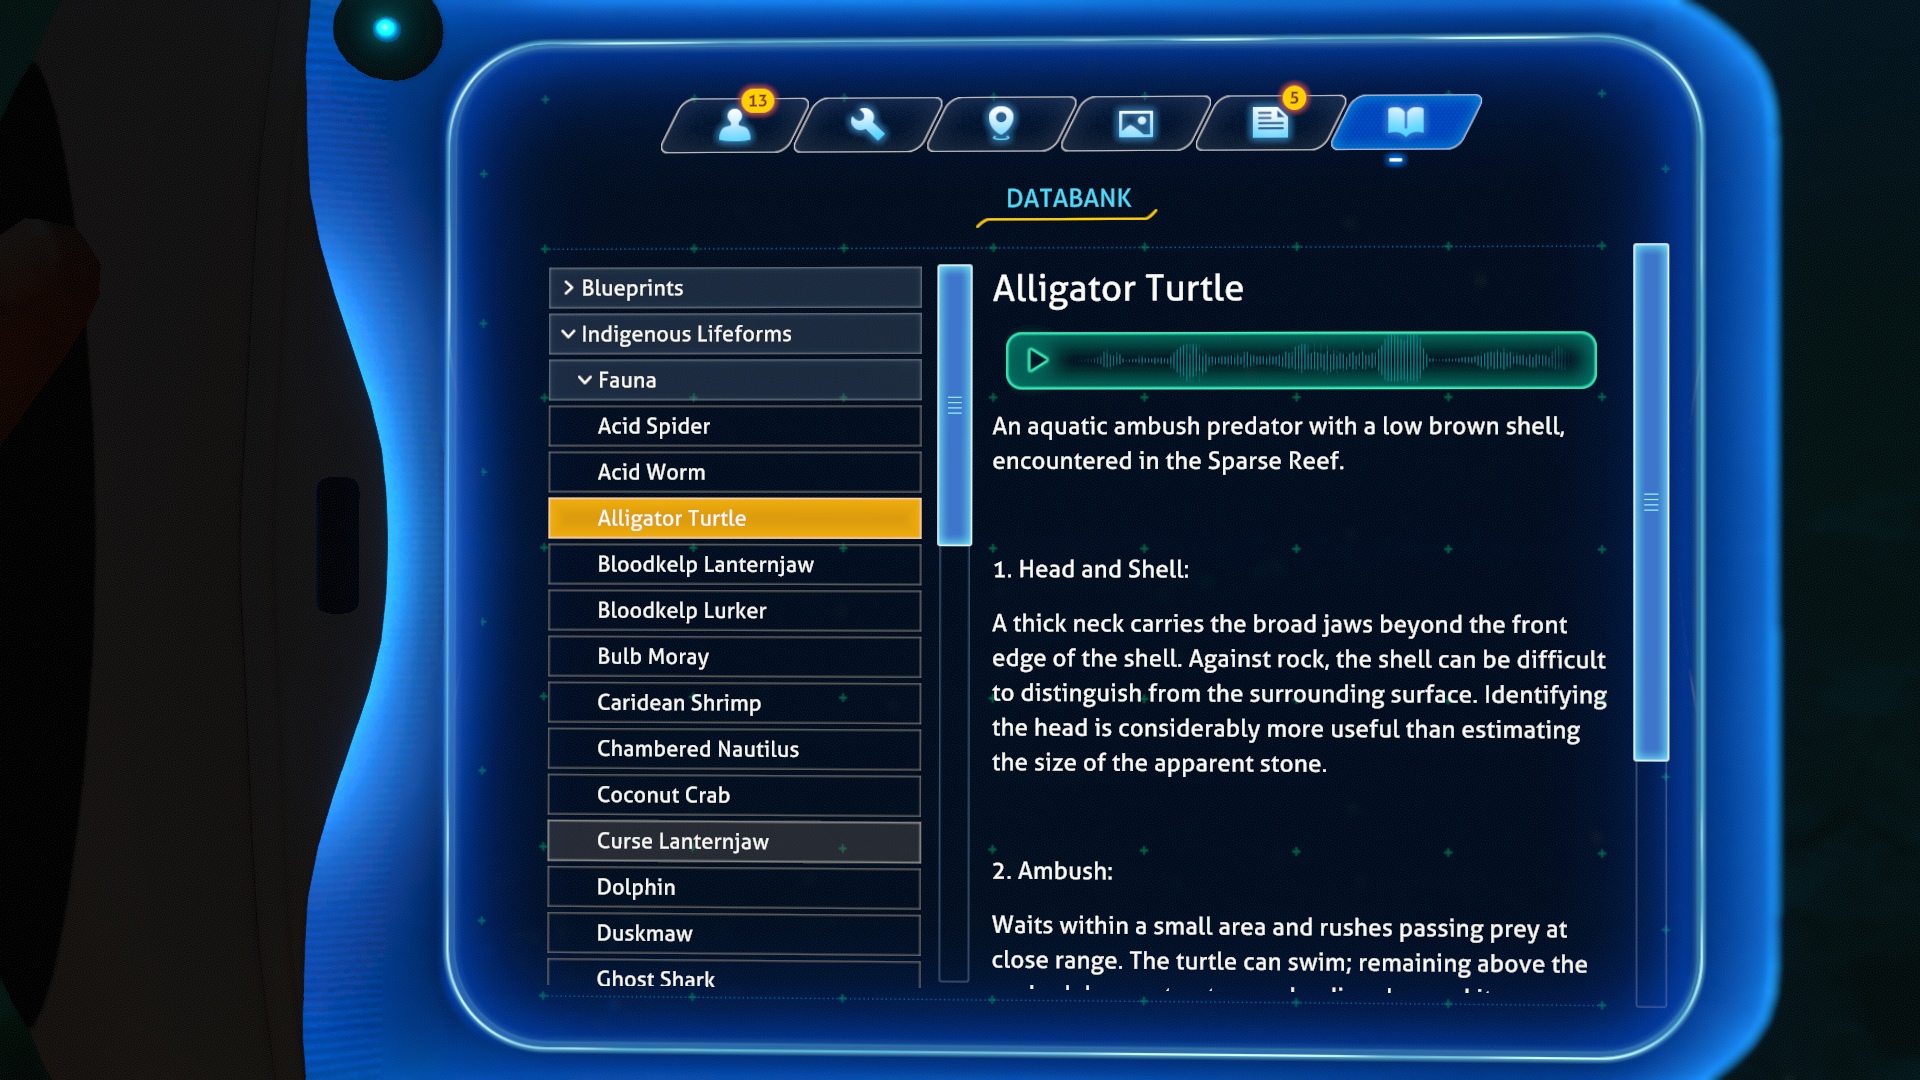 13
5
DATABANK
Blueprints
Indigenous Lifeforms
Fauna
Acid Spider
Acid Worm
Alligator Turtle
Bloodkelp Lanternjaw
Bloodkelp Lurker
Bulb Moray
Caridean Shrimp
Chambered Nautilus
Coconut Crab
Curse Lanternjaw
Dolphin
Duskmaw
Ghost Shark
Alligator Turtle
An aquatic ambush predator with a low brown shell,
encountered in the Sparse Reef.
1. Head and Shell:
A thick neck carries the broad jaws beyond the front
edge of the shell. Against rock, the shell can be difficult
to distinguish from the surrounding surface. Identifying
the head is considerably more useful than estimating
the size of the apparent stone.
2. Ambush:
Waits within a small area and rushes passing prey at
close range. The turtle can swim; remaining above the